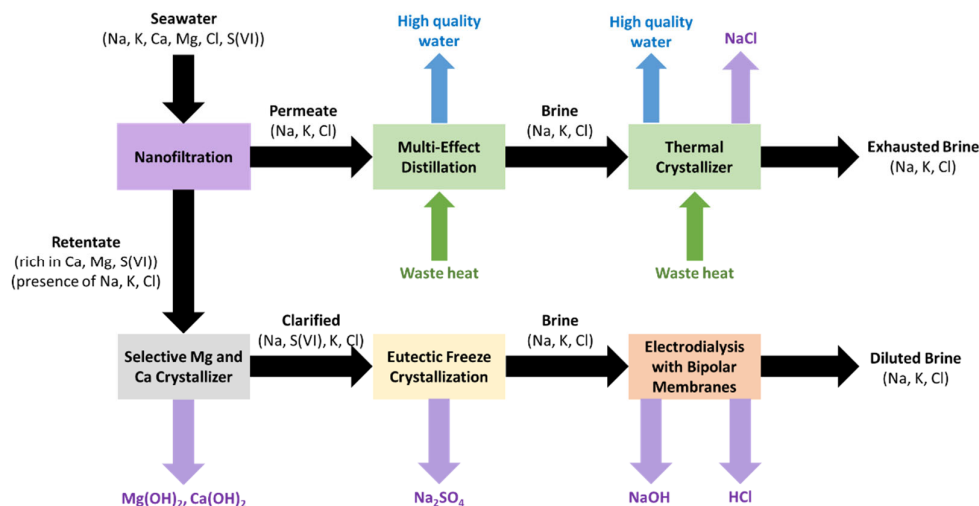 Seawater
(Na, K, Ca, Mg, Cl, S(VI))
High quality
water
High quality
water
NaCl
Permeate
(Na, K, Cl)
Brine
(Na, K, Cl)
Nanofiltration
Multi-Effect
Distillation
Thermal
Crystallizer
Exhausted Brine
(Na, K, Cl)
Retentate
(rich in Ca, Mg, S(VI))
(presence of Na, K, Cl)
Waste heat
Waste heat
Clarified
(Na, S(VI), K, Cl)
Brine
(Na, K, Cl)
Selective Mg and
Ca Crystallizer
Eutectic Freeze
Crystallization
Electrodialysis
with Bipolar
Membranes
Diluted Brine
(Na, K, Cl)
Mg(OH)₂, Ca(OH)₂
Na₂SO₄
NaOH
HCl